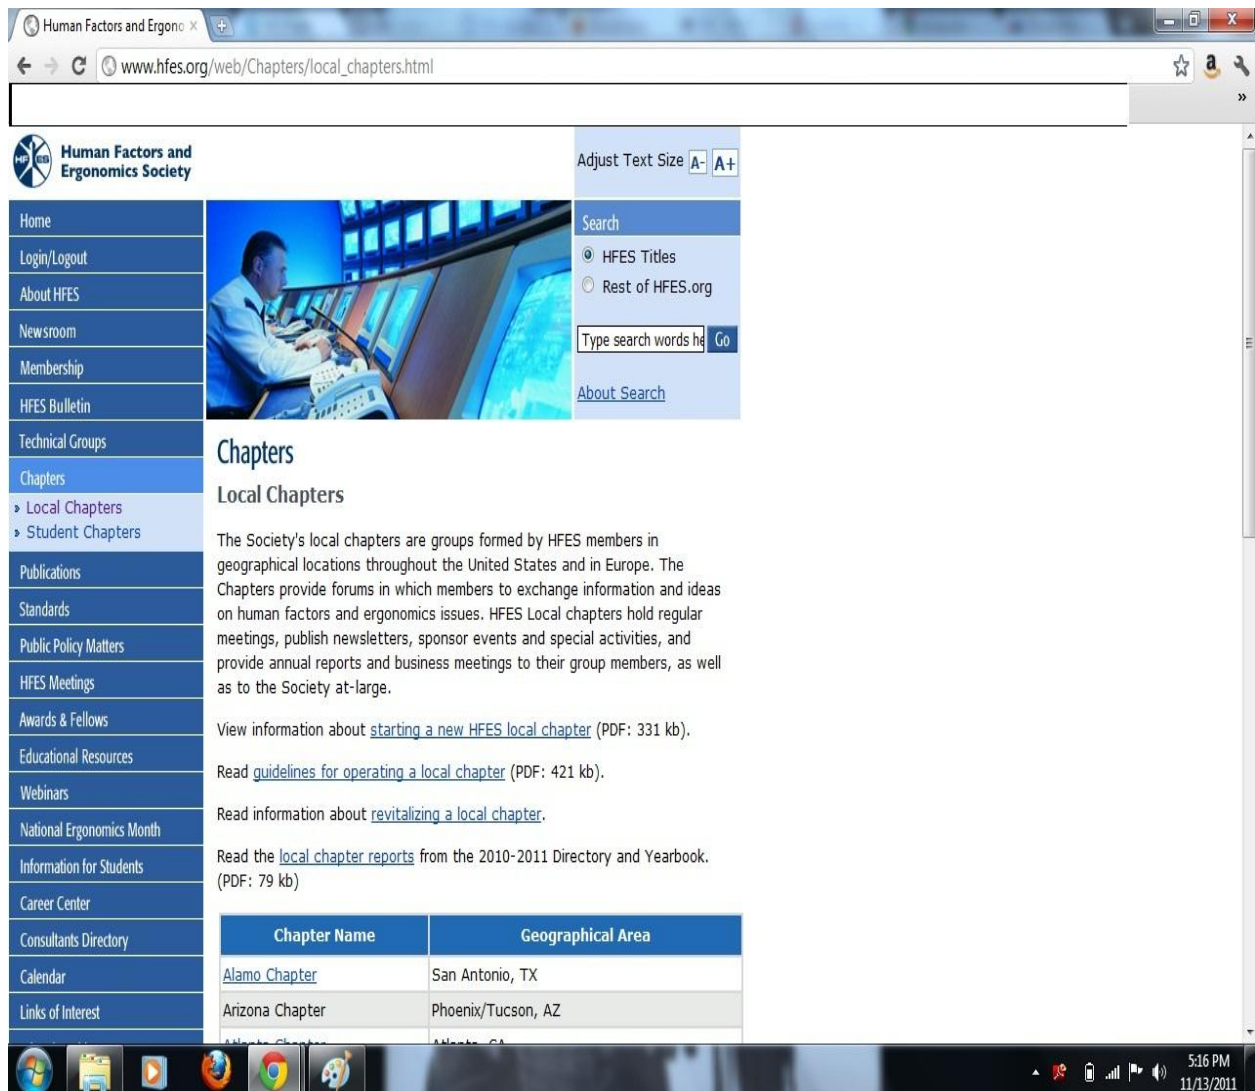 Human Factors and Ergono
www.hfes.org/web/Chapters/local_chapters.html
HF ES
Human Factors and
Ergonomics Society
Adjust Text Size A- A+
Home
Login/Logout
About HFES
Newsroom
Membership
HFES Bulletin
Technical Groups
Chapters
» Local Chapters
» Student Chapters
Publications
Standards
Public Policy Matters
HFES Meetings
Awards & Fellows
Educational Resources
Webinars
National Ergonomics Month
Information for Students
Career Center
Consultants Directory
Calendar
Links of Interest
Search
HFES Titles
Rest of HFES.org
Type search words he Go
About Search
Chapters
Local Chapters
The Society's local chapters are groups formed by HFES members in
geographical locations throughout the United States and in Europe. The
Chapters provide forums in which members to exchange information and ideas
on human factors and ergonomics issues. HFES Local chapters hold regular
meetings, publish newsletters, sponsor events and special activities, and
provide annual reports and business meetings to their group members, as well
as to the Society at-large.
View information about starting a new HFES local chapter (PDF: 331 kb).
Read guidelines for operating a local chapter (PDF: 421 kb).
Read information about revitalizing a local chapter.
Read the local chapter reports from the 2010-2011 Directory and Yearbook.
(PDF: 79 kb)
Chapter Name Geographical Area
Alamo Chapter San Antonio, TX
Arizona Chapter Phoenix/Tucson, AZ
5:16 PM
11/13/2011